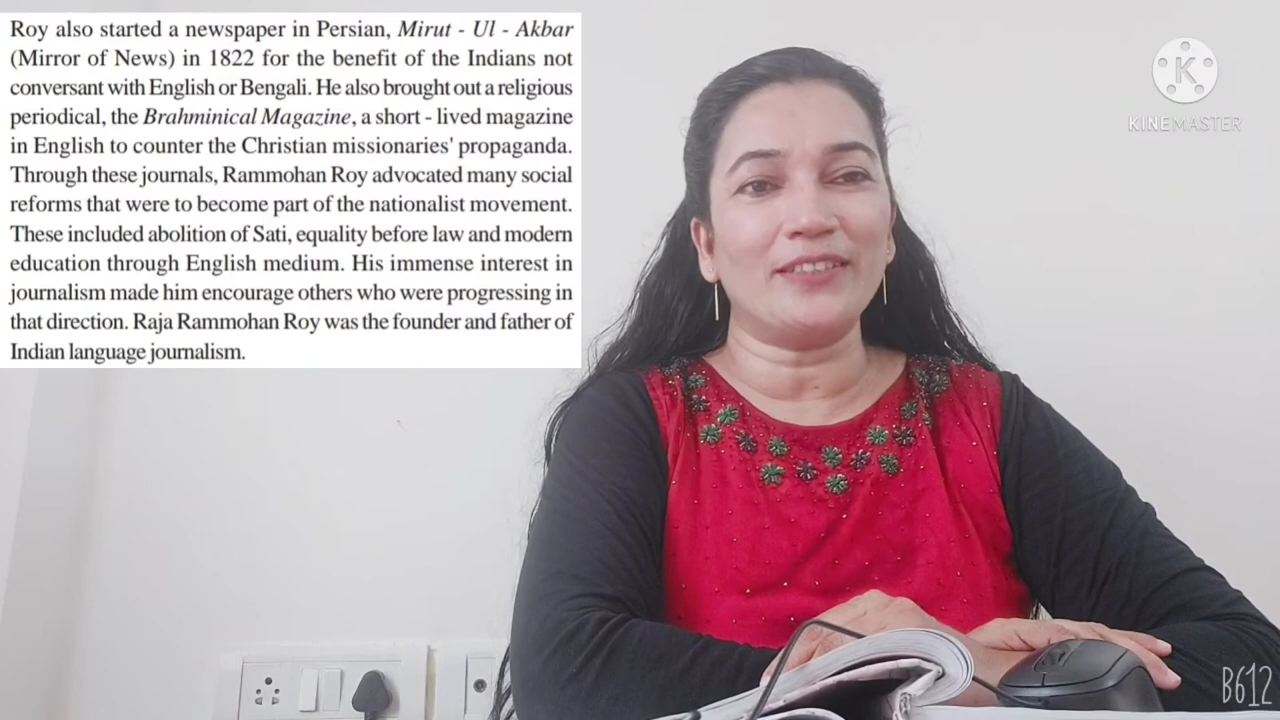 Roy also started a newspaper in Persian, Mirut - Ul - Akbar
(Mirror of News) in 1822 for the benefit of the Indians not
conversant with English or Bengali. He also brought out a religious
periodical, the Brahminical Magazine, a short - lived magazine
in English to counter the Christian missionaries' propaganda.
Through these journals, Rammohan Roy advocated many social
reforms that were to become part of the nationalist movement.
These included abolition of Sati, equality before law and modern
education through English medium. His immense interest in
journalism made him encourage others who were progressing in
that direction. Raja Rammohan Roy was the founder and father of
Indian language journalism.
K
KINEMASTER
B612